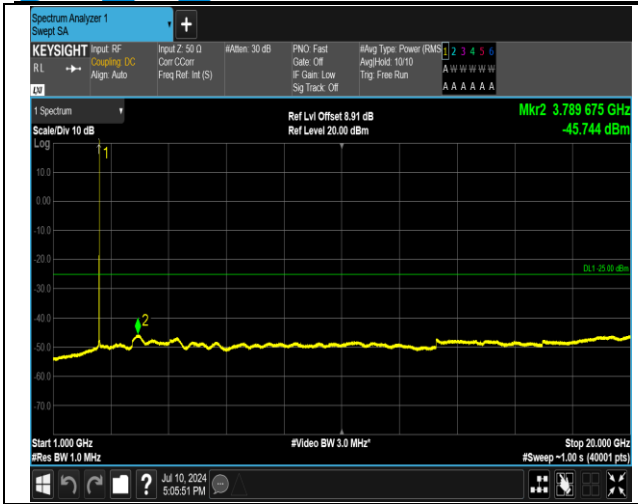 Spectrum Analyzer 1
Swept SA
+
KEYSIGHT
RL
LXI
Input: RF
Coupling: DC
Align: Auto
Input Z: 50 Ω
Corr CCorr
Freq Ref: Int (S)
#Atten: 30 dB
PNO: Fast
Gate: Off
IF Gain: Low
Sig Track: Off
#Avg Type: Power (RMS
Avg|Hold: 10/10
Trig: Free Run
1 2 3 4 5 6
A W W W W W
A A A A A A
1 Spectrum
Scale/Div 10 dB
Log
Ref Lvl Offset 8.91 dB
Ref Level 20.00 dBm
Mkr2 3.789 675 GHz
-45.744 dBm
1
10.0
0.00
-10.0
-20.0
DL1 -25.00 dBm
-30.0
-40.0
2
-50.0
-60.0
-70.0
Start 1.000 GHz
#Res BW 1.0 MHz
#Video BW 3.0 MHz*
Stop 20.000 GHz
#Sweep ~1.00 s (40001 pts)
?
Jul 10, 2024
5:05:51 PM